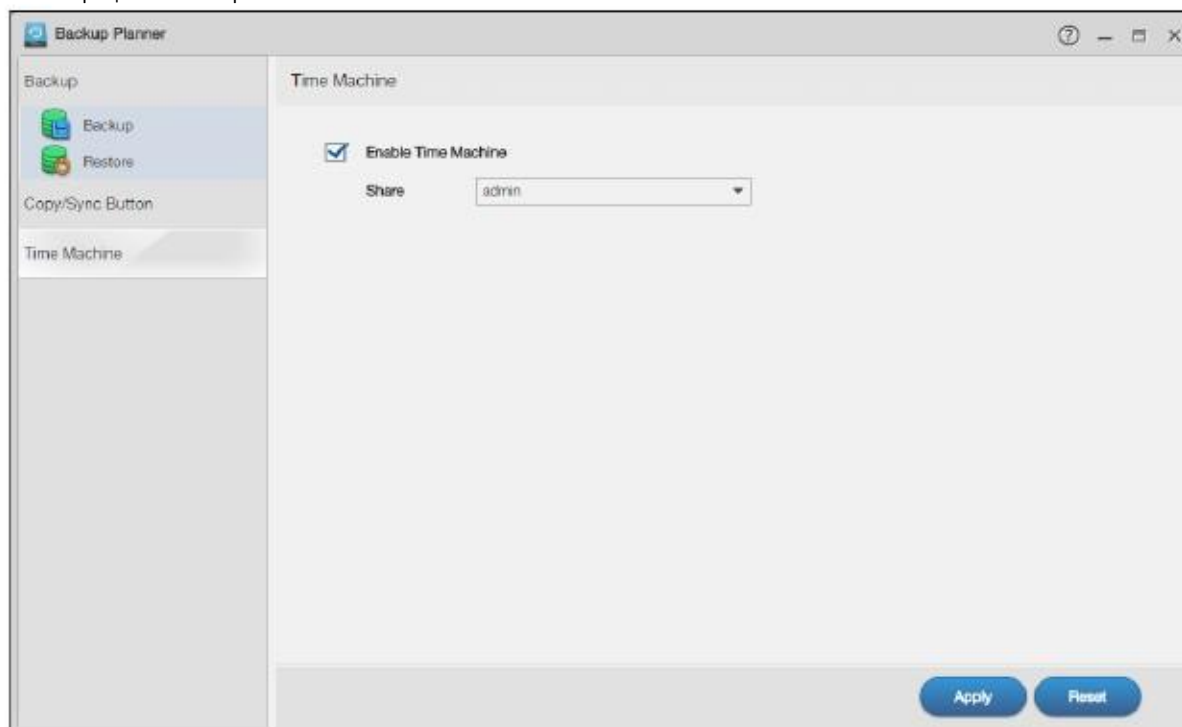 Backup Planner
Backup
Time Machine
Backup
Enable Time Machine
Restore
Share
admin
Copy/Sync Button
Time Machine
Apply
Reset